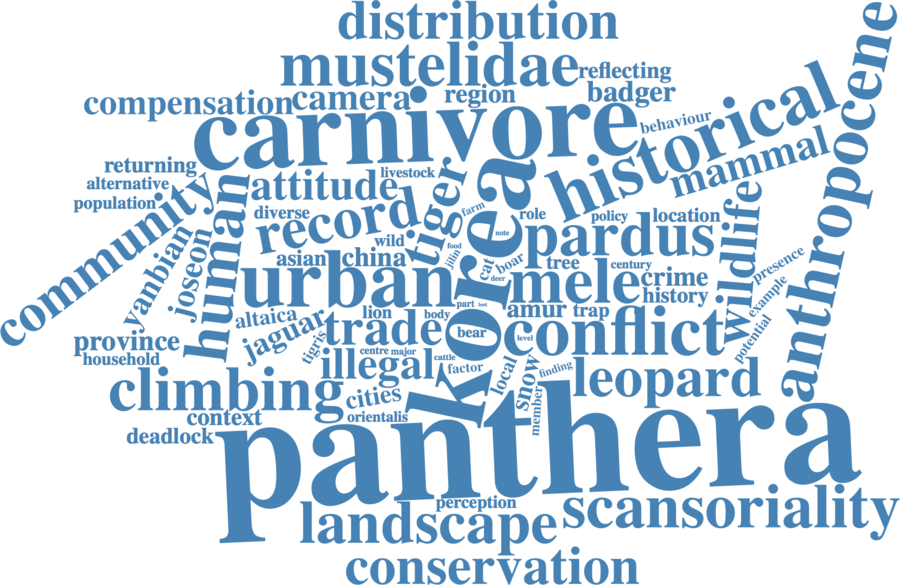 distribution
mustelidae
reflecting
compensation
camera
region
badger
carnivore
behaviour
historical
mammal
anthropocene
returning
alternative
population
attitude
livestock
tiger
korea
community
human
diverse
record
farm
role
policy
location
wildlife
yanbian
joseon
wild
asian
china
food
jilin
note
pardus
cat
boar
deer
tree
century
crime
presence
urban
mele
history
example
altaica
jaguar
lion
body
part
leet
amur
trap
potential
province
household
tigris
trade
bear
level
conflict
centre
major
cattle
illegal
factor
local
snow
finding
member
leopard
climbing
cities
orientalis
context
deadlock
panthera
perception
landscape
scansoriality
conservation